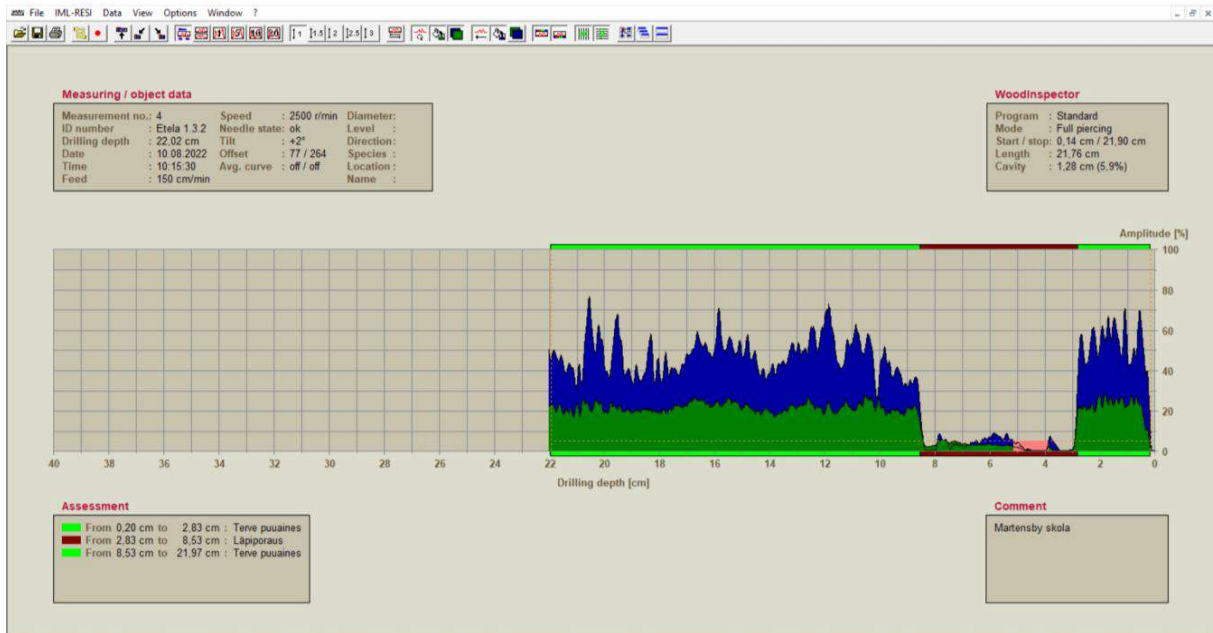 File IML-RESI Data View Options Window ?
1 1.5 2 2.5 3
Measuring / object data
Measurement no.: 4 Speed : 2500 r/min Diameter:
ID number : Etela 1.3.2 Needle state: ok Level :
Drilling depth : 22,02 cm Tilt : +2° Direction:
Date : 10.08.2022 Offset : 77 / 264 Species :
Time : 10:15:30 Avg. curve : off / off Location :
Feed : 150 cm/min Name :
WoodInspector
Program : Standard
Mode : Full piercing
Start / stop: 0,14 cm / 21,90 cm
Length : 21,76 cm
Cavity : 1,28 cm (5,9%)
Amplitude [%]
100
80
60
40
20
0
40 38 36 34 32 30 28 26 24 22 20 18 16 14 12 10 8 6 4 2 0
Drilling depth [cm]
Assessment
From 0,20 cm to 2,83 cm : Terve puuaines
From 2,83 cm to 8,53 cm : Läpiporaus
From 8,53 cm to 21,97 cm : Terve puuaines
Comment
Martensby skola